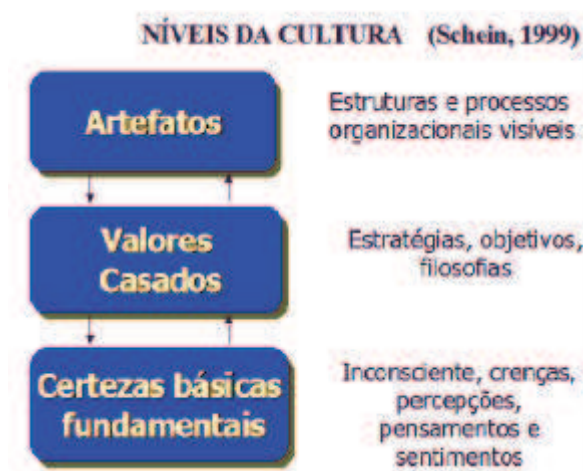 NÍVEIS DA CULTURA (Schein, 1999)
Artefatos
Estruturas e processos
organizacionais visíveis
Valores
Casados
Estratégias, objetivos,
filosofias
Certezas básicas
fundamentais
Inconsciente, crenças,
percepções,
pensamentos e
sentimentos